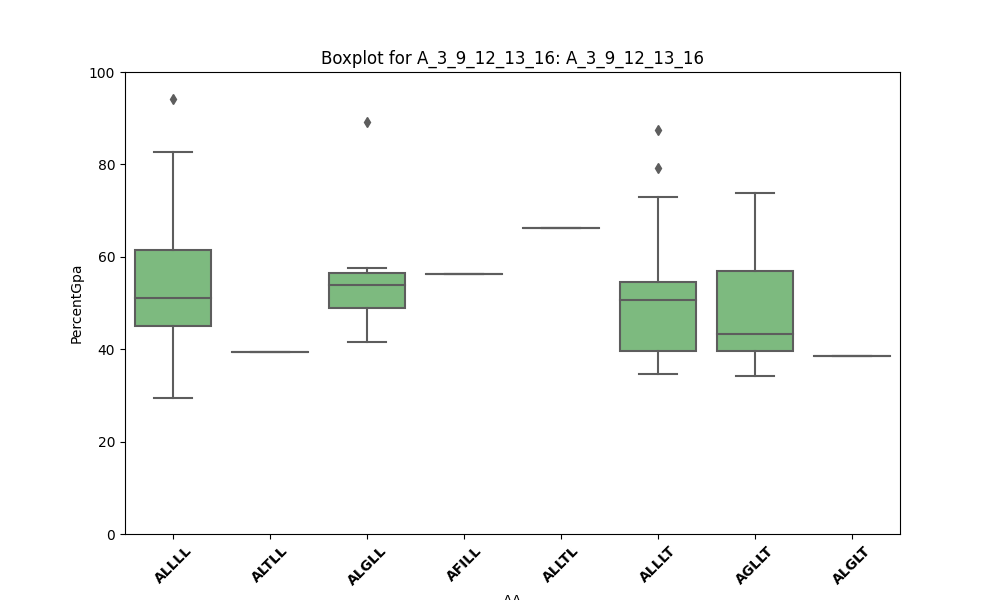 Boxplot for A_3_9_12_13_16: A_3_9_12_13_16
PercentGpa
100
80
60
40
20
0
ALLLL
ALTLL
ALGLL
AFILL
ALLTL
ALLLT
AGLLT
ALGLT
AA